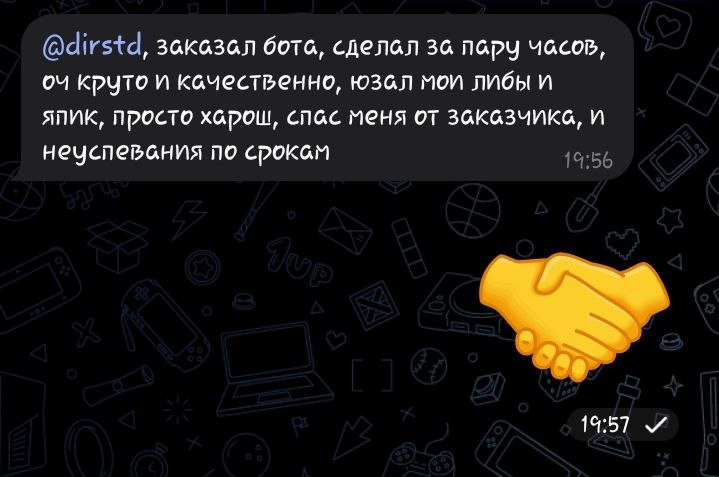 @dirstd, заказал бота, сделал за пару часов,
оч круто и качественно, юзал мои либы и
япик, просто харош, спас меня от заказчика, и
неуспевания по срокам
19:56
1up
19:57